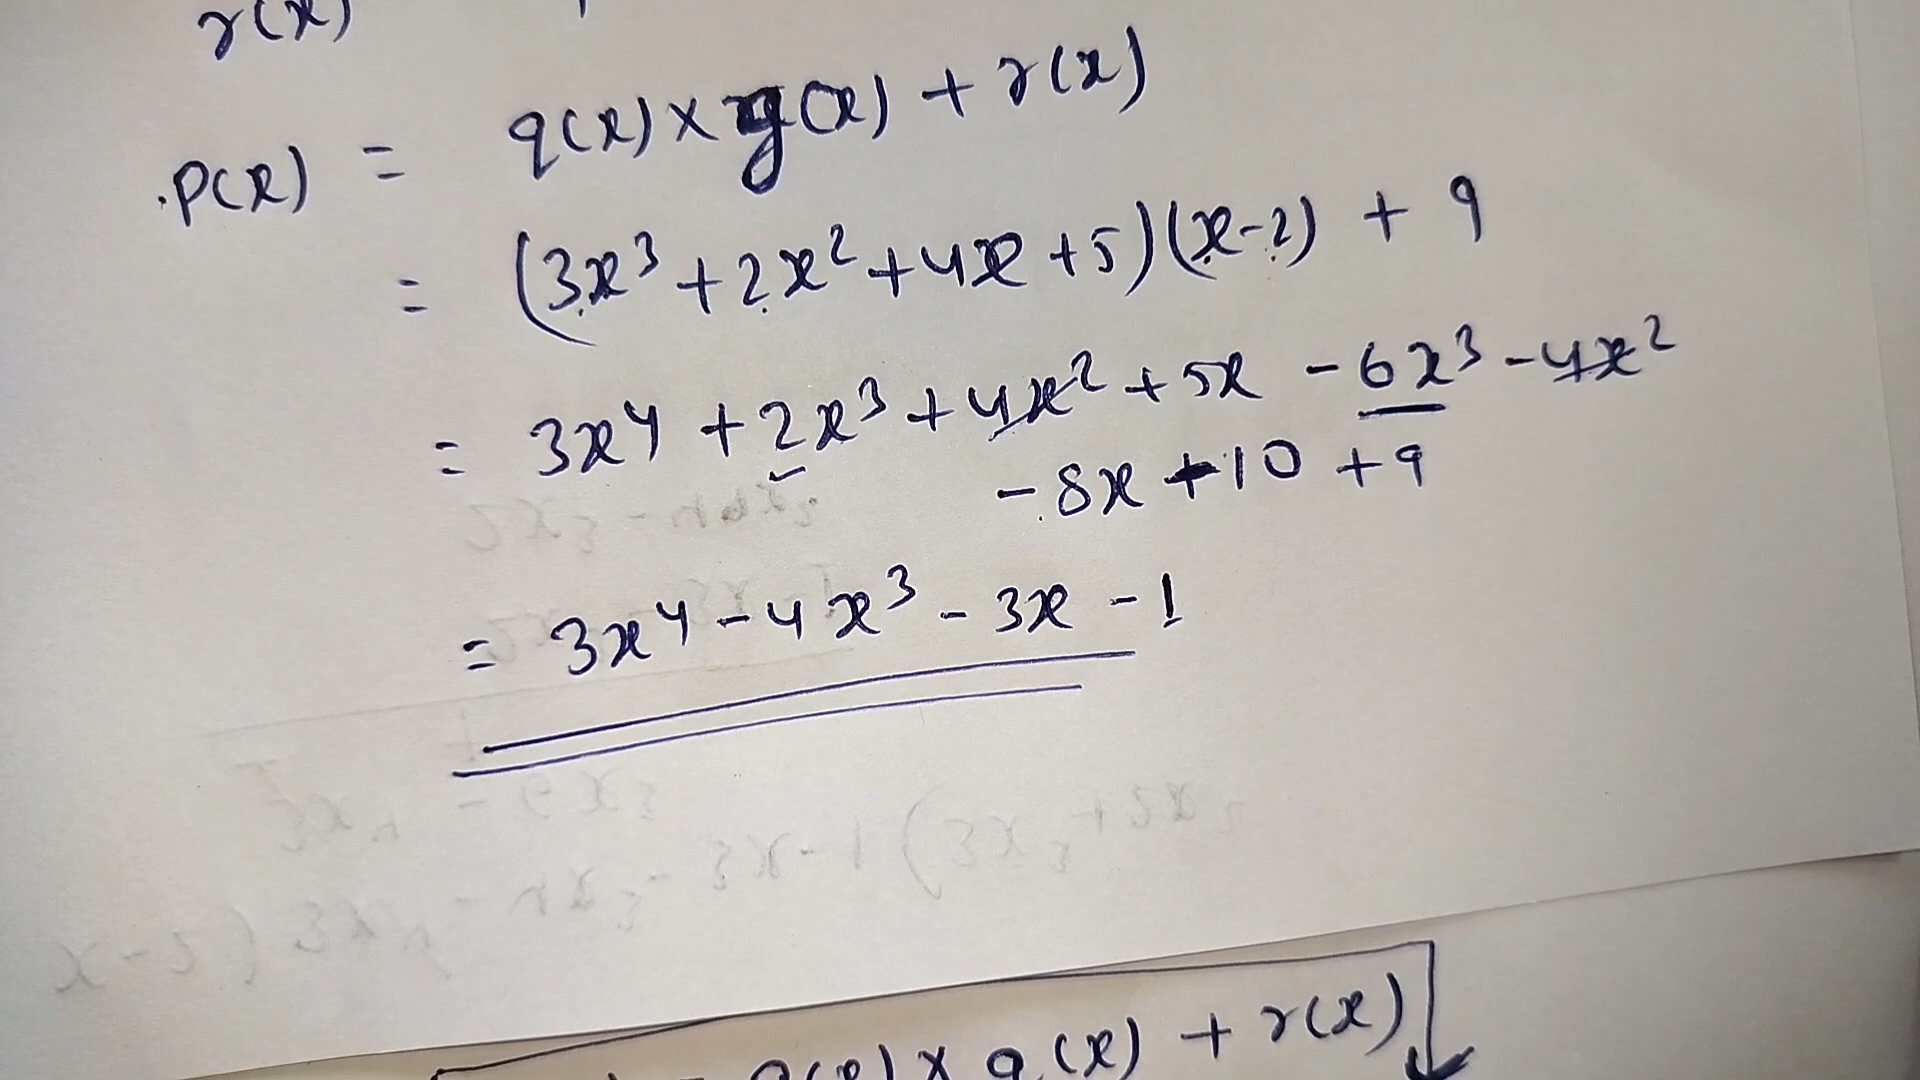 r(x)
P(x) = q(x) × g(x) + r(x)
= (3x³ + 2x² + 4x + 5)(x-2) + 9
= 3x⁴ + 2x³ + 4x² + 5x - 6x³ - 4x²
- 8x - 10 + 9
= 3x⁴ - 4x³ - 3x - 1
x (x) + r(x)